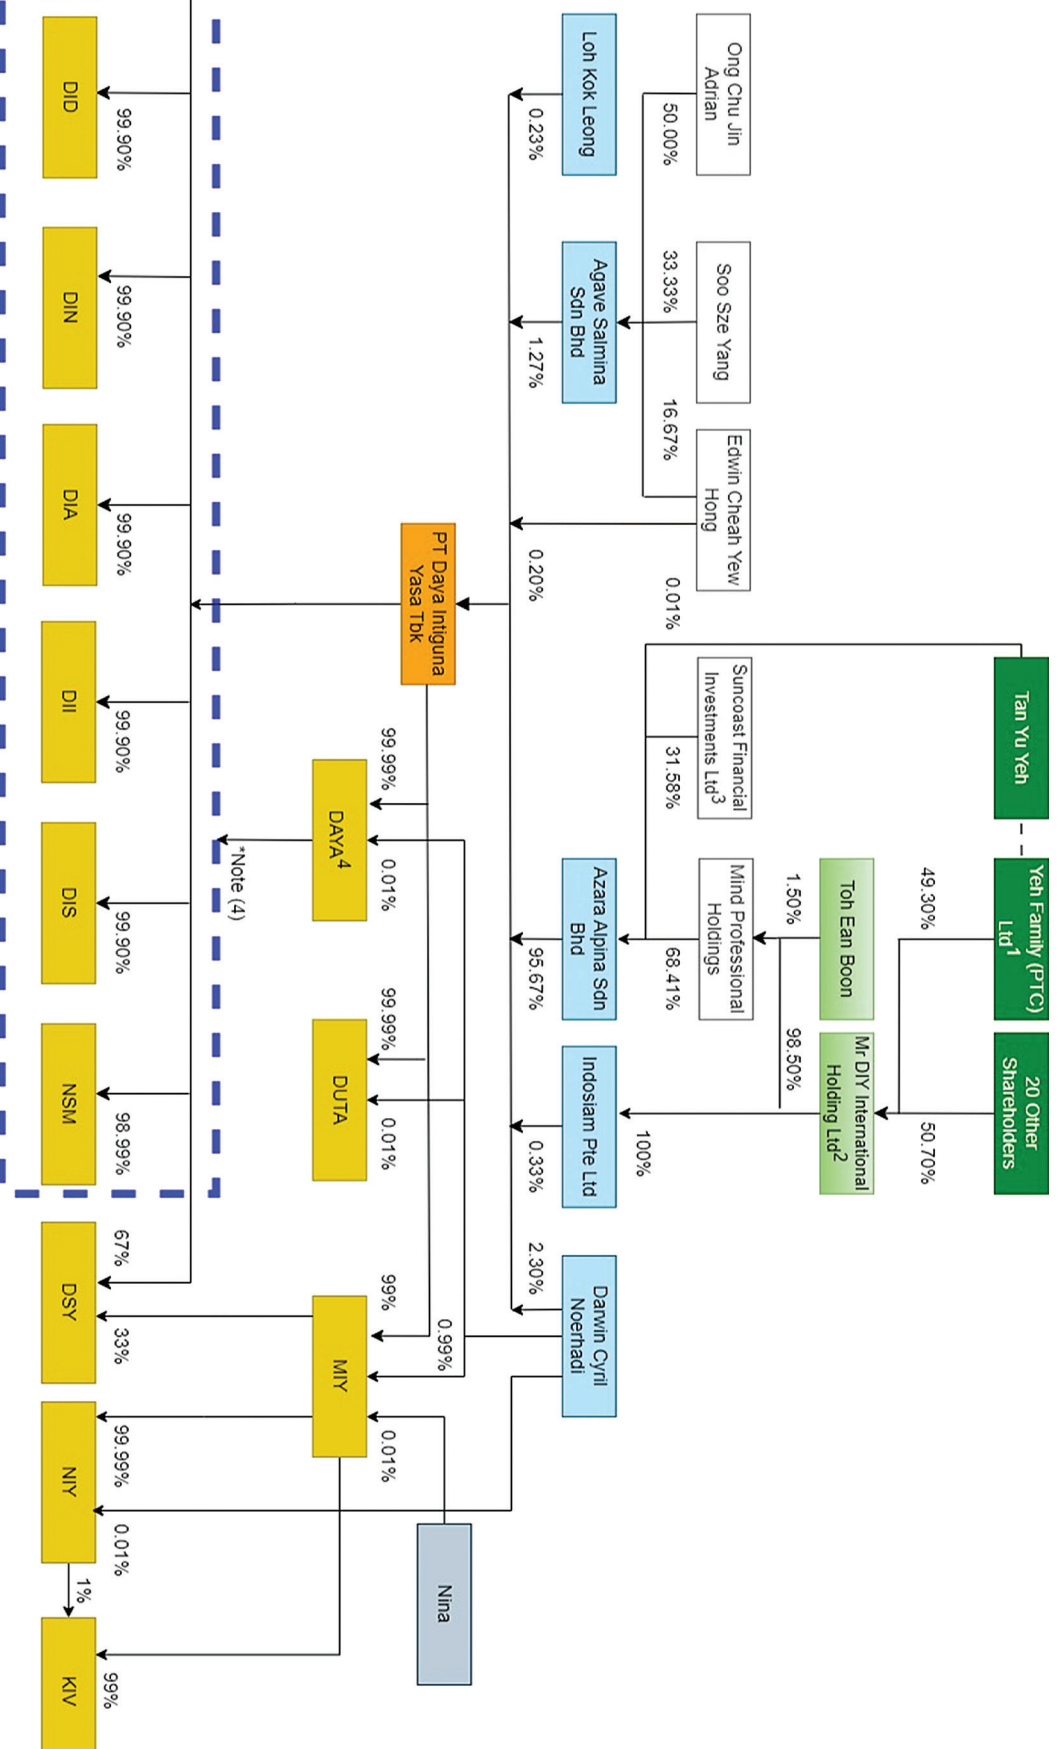 Tan Yu Yeh
Yeh Family (PTC)
Ltd1
20 Other
Shareholders
49.30%
50.70%
Toh Ean Boon
Mr DIY International
Holding Ltd2
1.50%
98.50%
Ong Chu Jin
Adrian
Soo Sze Yang
Edwin Cheah Yew
Hong
Suncoast Financial
Investments Ltd3
Mind Professional
Holdings
50.00%
33.33%
16.67%
0.01%
31.58%
68.41%
100%
Loh Kok Leong
Agave Salmina
Sdn Bhd
Azara Alpina Sdn
Bhd
Indosiam Pte Ltd
Darwin Cyril
Noerhadi
0.23%
1.27%
0.20%
95.67%
0.33%
2.30%
PT Daya Intiguna
Yasa Tbk
Nina
99.99%
0.01%
99.99%
0.01%
99%
0.99%
0.01%
DAYA4
DUTA
MIY
*Note (4)
99.90%
99.90%
99.90%
99.90%
99.90%
98.99%
67%
33%
99.99%
0.01%
1%
99%
DID
DIN
DIA
DII
DIS
NSM
DSY
NIY
KIV